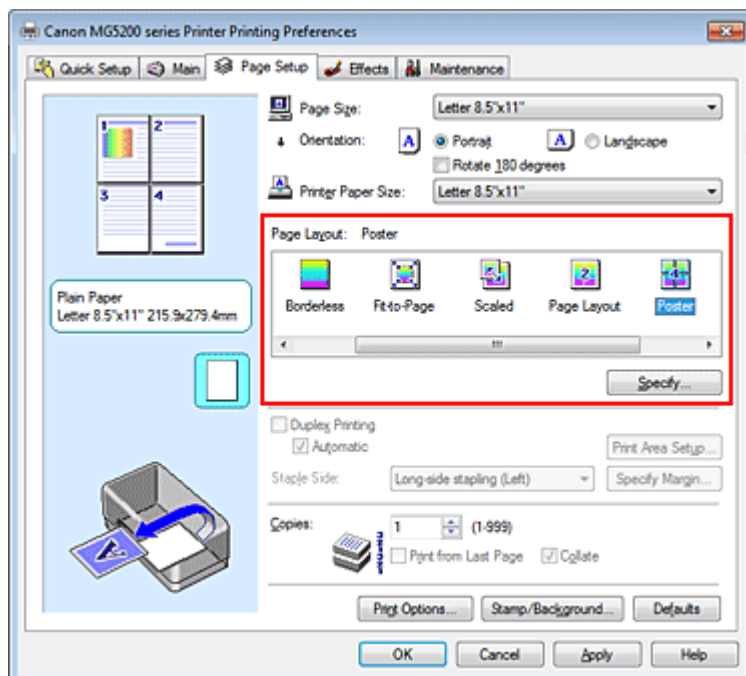 Canon MG5200 series Printer Printing Preferences
Quick Setup Main Page Setup Effects Maintenance
1 2
3 4
Plain Paper
Letter 8.5"x11" 215.9x279.4mm
Page Size: Letter 8.5"x11"
Orientation: A Portrait A Landscape
Rotate 180 degrees
Printer Paper Size: Letter 8.5"x11"
Page Layout: Poster
Borderless Fit-to-Page Scaled Page Layout Poster
Specify...
Duplex Printing
Automatic Print Area Setup...
Staple Side: Long-side stapling (Left) Specify Margin...
Copies: 1 (1-999)
Print from Last Page Collate
Print Options... Stamp/Background... Defaults
OK Cancel Apply Help